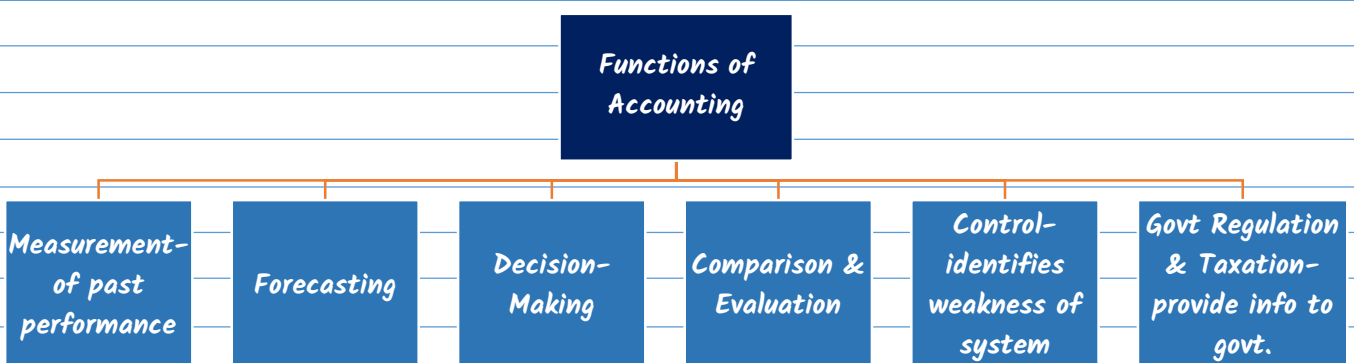 Functions of
Accounting
Measurement-
of past
performance
Forecasting
Decision-
Making
Comparison &
Evaluation
Control-
identifies
weakness of
system
Govt Regulation
& Taxation-
provide info to
govt.